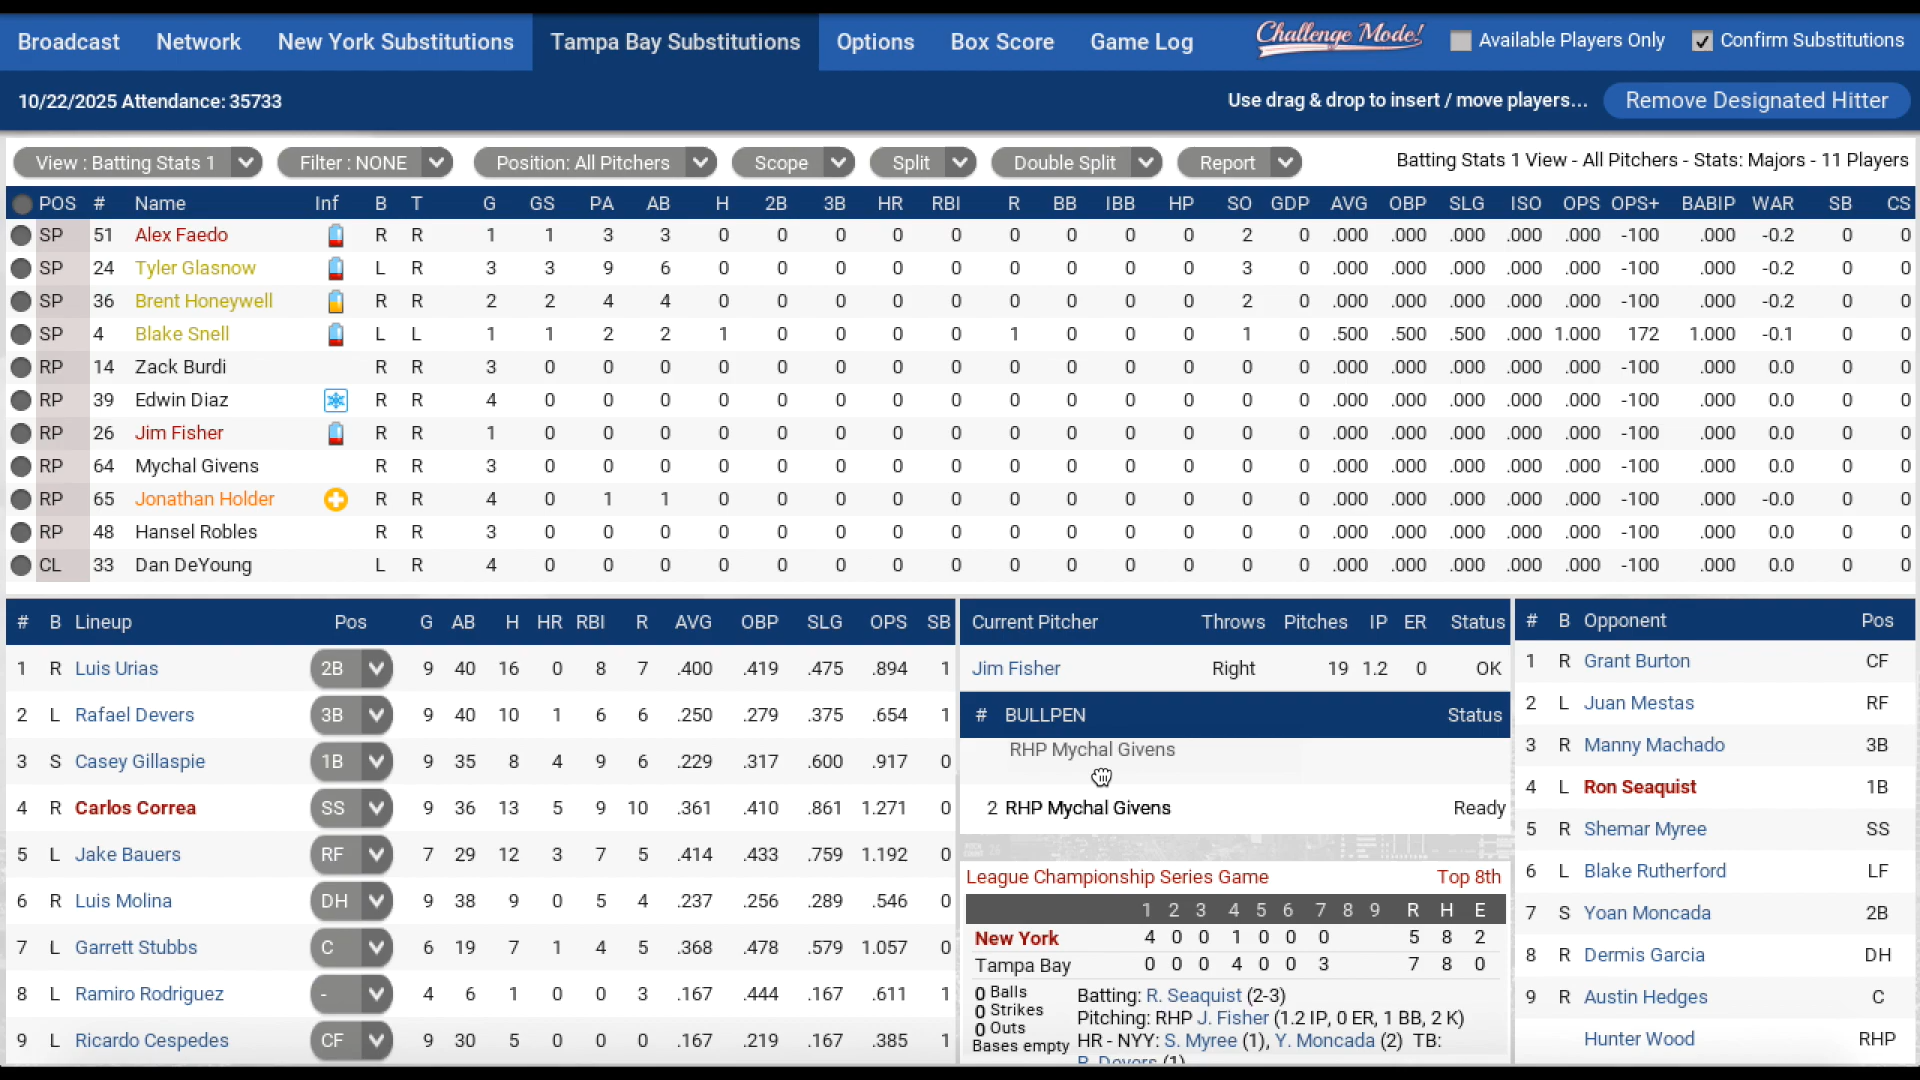 Broadcast Network New York Substitutions Tampa Bay Substitutions Options Box Score Game Log Challenge Mode! Available Players Only Confirm Substitutions
10/22/2025 Attendance: 35733 Use drag & drop to insert / move players... Remove Designated Hitter
View : Batting Stats 1 Filter : NONE Position: All Pitchers Scope Split Double Split Report Batting Stats 1 View - All Pitchers - Stats: Majors - 11 Players
POS # Name Inf B T G GS PA AB H 2B 3B HR RBI R BB IBB HP SO GDP AVG OBP SLG ISO OPS OPS+ BABIP WAR SB CS
SP 51 Alex Faedo R R 1 1 3 3 0 0 0 0 0 0 0 0 0 2 0 .000 .000 .000 .000 .000 -100 .000 -0.2 0 0
SP 24 Tyler Glasnow L R 3 3 9 6 0 0 0 0 0 0 0 0 0 3 0 .000 .000 .000 .000 .000 -100 .000 -0.2 0 0
SP 36 Brent Honeywell R R 2 2 4 4 0 0 0 0 0 0 0 0 0 2 0 .000 .000 .000 .000 .000 -100 .000 -0.2 0 0
SP 4 Blake Snell L L 1 1 2 2 1 0 0 0 0 1 0 0 0 1 0 .500 .500 .500 .000 1.000 172 1.000 -0.1 0 0
RP 14 Zack Burdi R R 3 0 0 0 0 0 0 0 0 0 0 0 0 0 0 .000 .000 .000 .000 .000 -100 .000 0.0 0 0
RP 39 Edwin Diaz R R 4 0 0 0 0 0 0 0 0 0 0 0 0 0 0 .000 .000 .000 .000 .000 -100 .000 0.0 0 0
RP 26 Jim Fisher R R 1 0 0 0 0 0 0 0 0 0 0 0 0 0 0 .000 .000 .000 .000 .000 -100 .000 0.0 0 0
RP 64 Mychal Givens R R 3 0 0 0 0 0 0 0 0 0 0 0 0 0 0 .000 .000 .000 .000 .000 -100 .000 0.0 0 0
RP 65 Jonathan Holder R R 4 0 1 1 0 0 0 0 0 0 0 0 0 0 0 .000 .000 .000 .000 .000 -100 .000 -0.0 0 0
RP 48 Hansel Robles R R 3 0 0 0 0 0 0 0 0 0 0 0 0 0 0 .000 .000 .000 .000 .000 -100 .000 0.0 0 0
CL 33 Dan DeYoung L R 4 0 0 0 0 0 0 0 0 0 0 0 0 0 0 .000 .000 .000 .000 .000 -100 .000 0.0 0 0
# B Lineup Pos G AB H HR RBI R AVG OBP SLG OPS SB
1 R Luis Urias 2B 9 40 16 0 8 7 .400 .419 .475 .894 1
2 L Rafael Devers 3B 9 40 10 1 6 6 .250 .279 .375 .654 1
3 S Casey Gillaspie 1B 9 35 8 4 9 6 .229 .317 .600 .917 0
4 R Carlos Correa SS 9 36 13 5 9 10 .361 .410 .861 1.271 0
5 L Jake Bauers RF 7 29 12 3 7 5 .414 .433 .759 1.192 0
6 R Luis Molina DH 9 38 9 0 5 4 .237 .256 .289 .546 0
7 L Garrett Stubbs C 6 19 7 1 4 5 .368 .478 .579 1.057 0
8 L Ramiro Rodriguez - 4 6 1 0 0 3 .167 .444 .167 .611 1
9 L Ricardo Cespedes CF 9 30 5 0 0 0 .167 .219 .167 .385 1
Current Pitcher Throws Pitches IP ER Status
Jim Fisher Right 19 1.2 0 OK
# BULLPEN Status
RHP Mychal Givens
2 RHP Mychal Givens Ready
League Championship Series Game Top 8th
1 2 3 4 5 6 7 8 9 R H E
New York 4 0 0 1 0 0 0 5 8 2
Tampa Bay 0 0 0 4 0 0 3 7 8 0
0 Balls
0 Strikes
0 Outs
Bases empty
Batting: R. Seaquist (2-3)
Pitching: RHP J. Fisher (1.2 IP, 0 ER, 1 BB, 2 K)
HR - NYY: S. Myree (1), Y. Moncada (2) TB:
R. Devers (1)
# B Opponent Pos
1 R Grant Burton CF
2 L Juan Mestas RF
3 R Manny Machado 3B
4 L Ron Seaquist 1B
5 R Shemar Myree SS
6 L Blake Rutherford LF
7 S Yoan Moncada 2B
8 R Dermis Garcia DH
9 R Austin Hedges C
Hunter Wood RHP